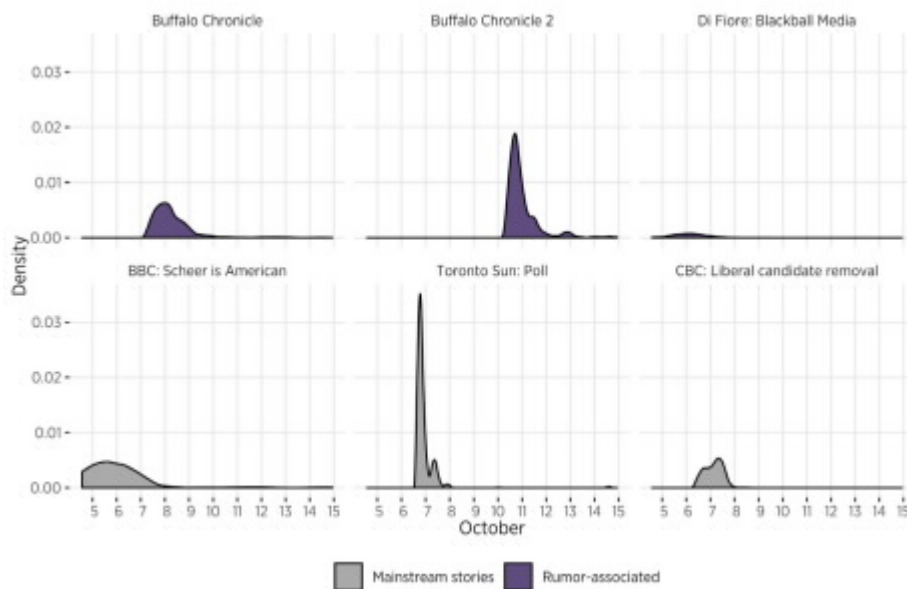 Buffalo Chronicle Buffalo Chronicle 2 Di Fiore: Blackball Media
0.03
0.02
0.01
0.00
Density
BBC: Scheer is American Toronto Sun: Poll CBC: Liberal candidate removal
0.03
0.02
0.01
0.00
5 6 7 8 9 10 11 12 13 14 15 5 6 7 8 9 10 11 12 13 14 15 5 6 7 8 9 10 11 12 13 14 15
October
Mainstream stories Rumor-associated